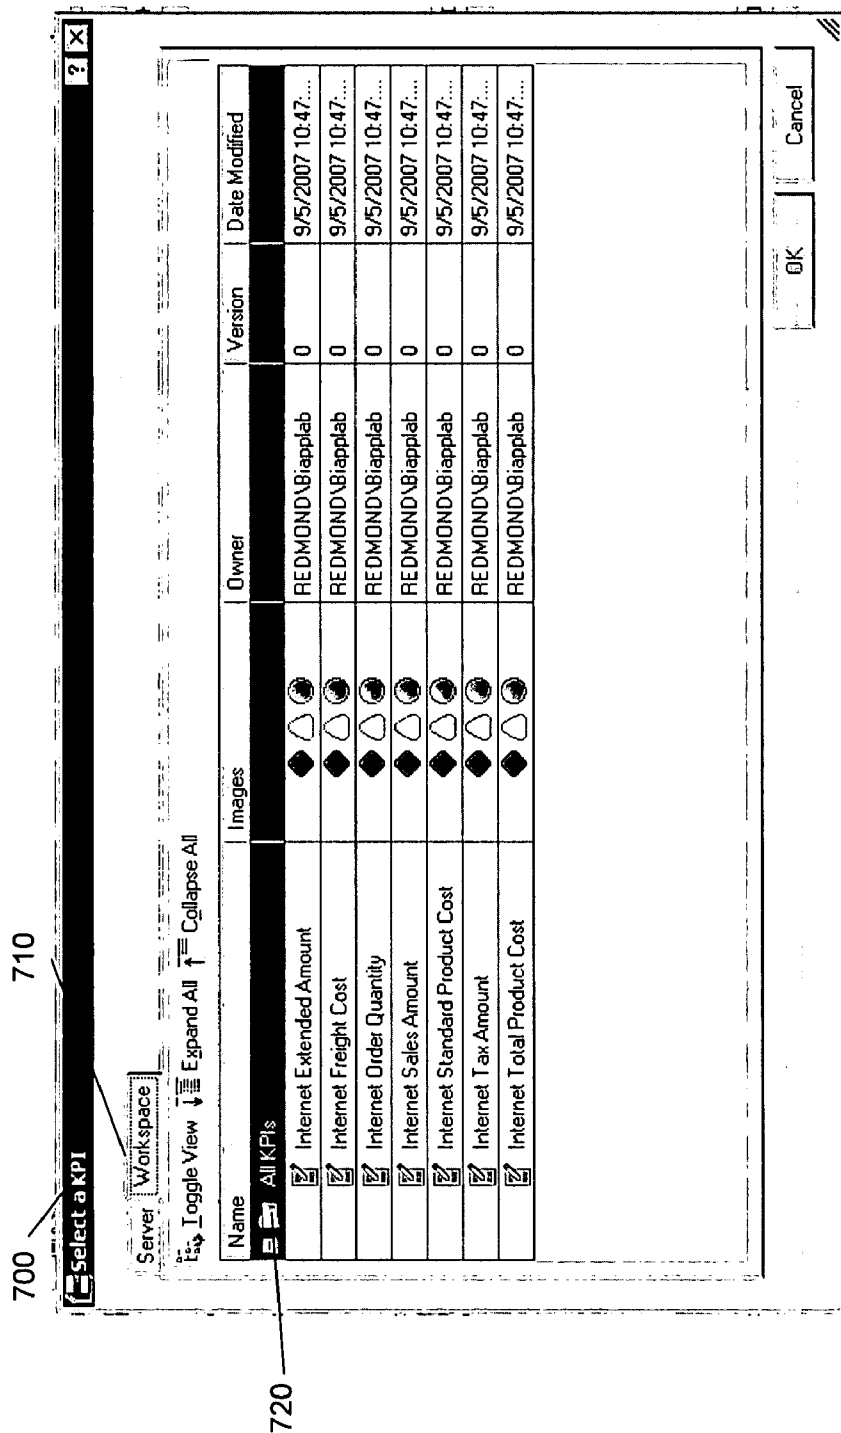 700
710
Select a KPI ? X
Server Workspace
Toggle View Expand All Collapse All
Name Images Owner Version Date Modified
720
All KPIs
Internet Extended Amount REDMOND\Biapplab 0 9/5/2007 10:47:...
Internet Freight Cost REDMOND\Biapplab 0 9/5/2007 10:47:...
Internet Order Quantity REDMOND\Biapplab 0 9/5/2007 10:47:...
Internet Sales Amount REDMOND\Biapplab 0 9/5/2007 10:47:...
Internet Standard Product Cost REDMOND\Biapplab 0 9/5/2007 10:47:...
Internet Tax Amount REDMOND\Biapplab 0 9/5/2007 10:47:...
Internet Total Product Cost REDMOND\Biapplab 0 9/5/2007 10:47:...
OK Cancel